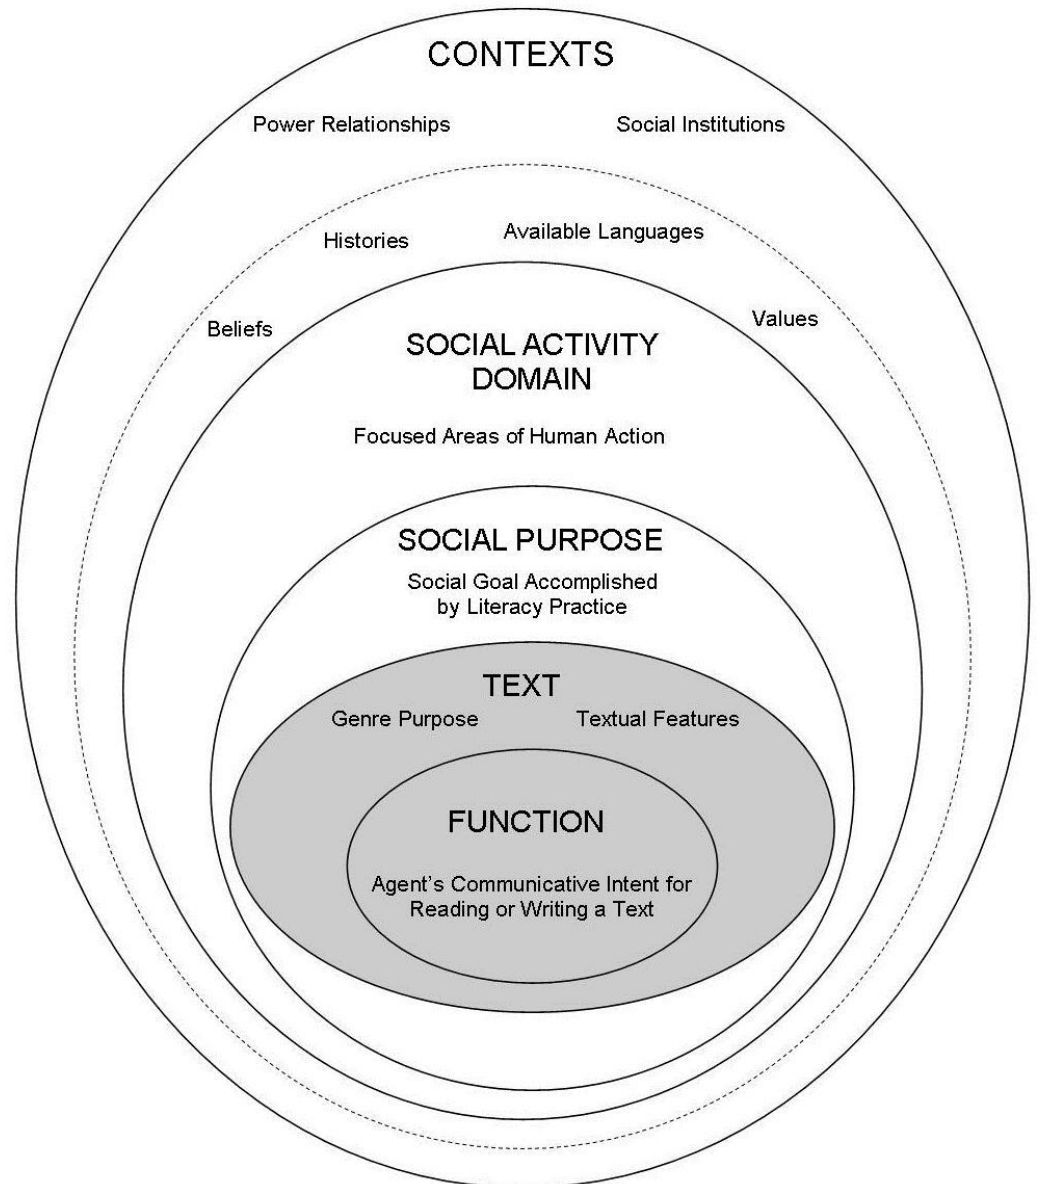 CONTEXTS
Power Relationships
Social Institutions
Histories
Available Languages
Beliefs
Values
SOCIAL ACTIVITY
DOMAIN
Focused Areas of Human Action
SOCIAL PURPOSE
Social Goal Accomplished
by Literacy Practice
TEXT
Genre Purpose
Textual Features
FUNCTION
Agent's Communicative Intent for
Reading or Writing a Text